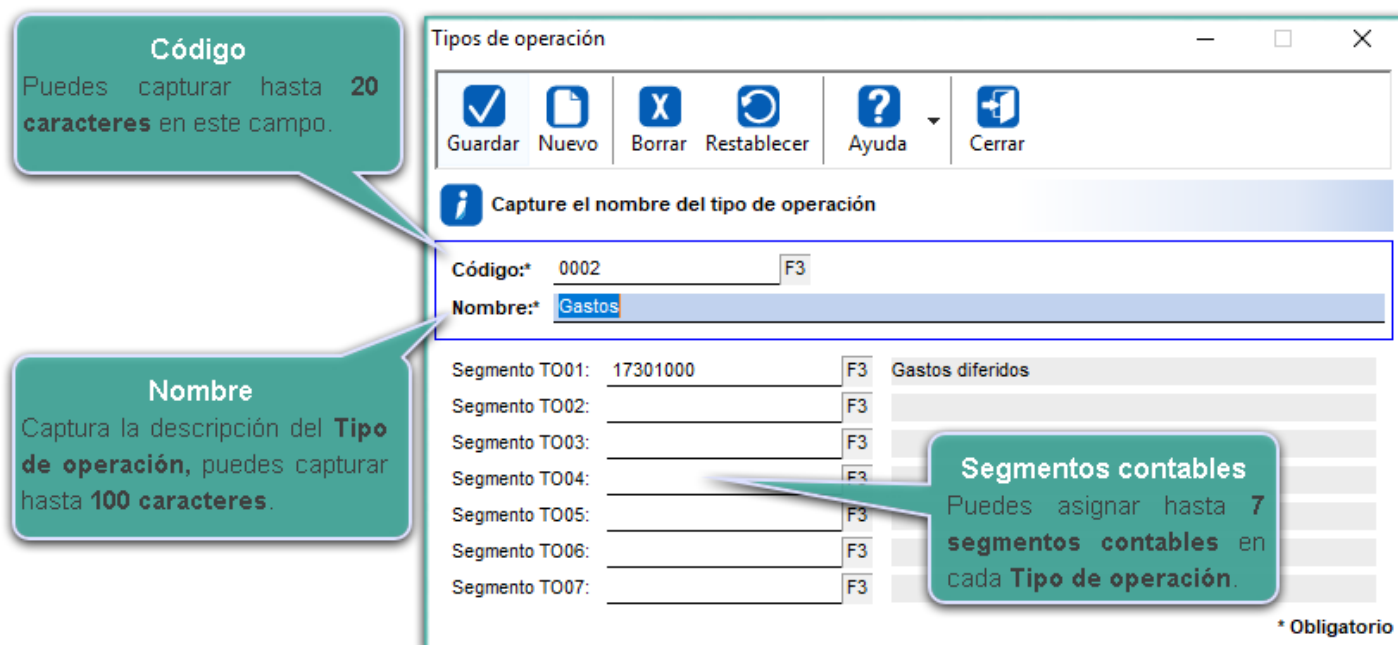 Código
Puedes capturar hasta 20
caracteres en este campo.
Tipos de operación
Guardar Nuevo Borrar Restablecer Ayuda Cerrar
Capture el nombre del tipo de operación
Código:* 0002 F3
Nombre:* Gastos
Nombre
Captura la descripción del Tipo
de operación, puedes capturar
hasta 100 caracteres.
Segmento TO01: 17301000 F3 Gastos diferidos
Segmento TO02: F3
Segmento TO03: F3
Segmento TO04: F3
Segmento TO05: F3
Segmento TO06: F3
Segmento TO07: F3
Segmentos contables
Puedes asignar hasta 7
segmentos contables en
cada Tipo de operación.
* Obligatorio